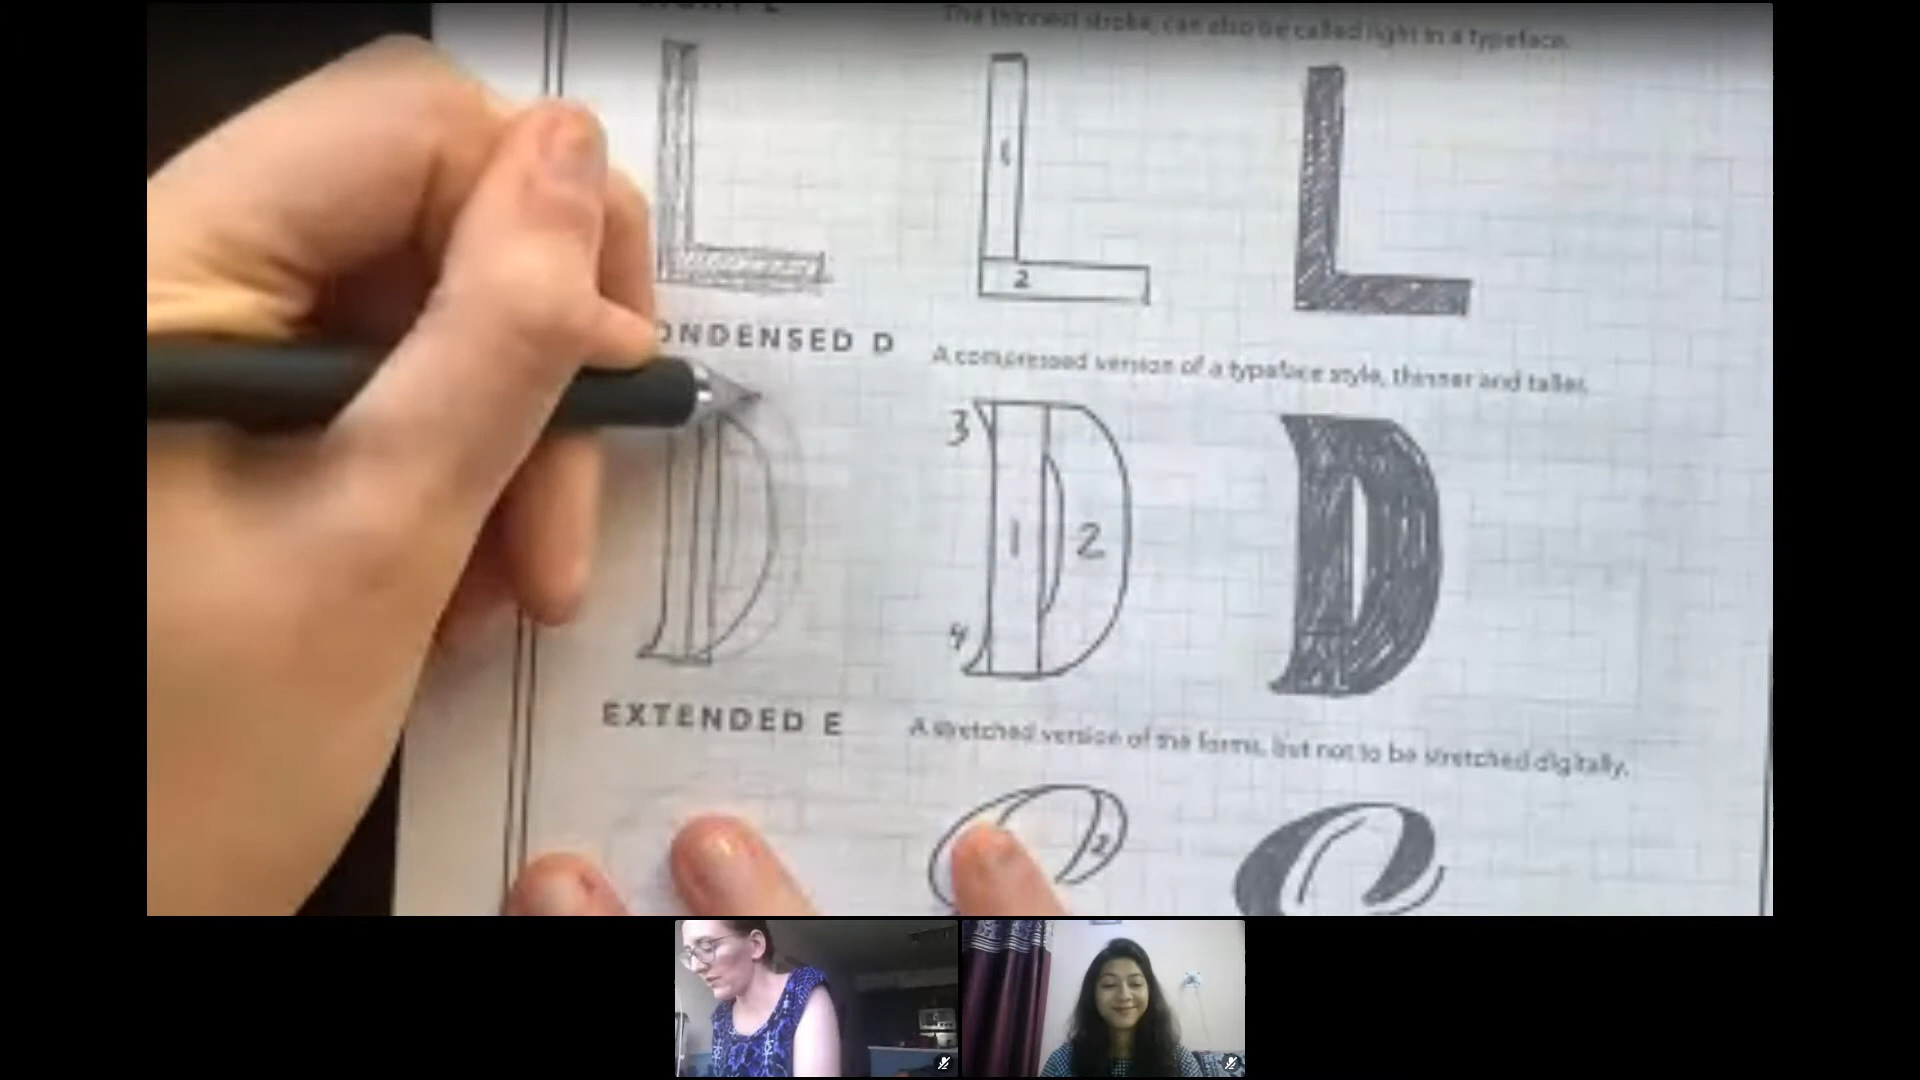 The thinnest stroke, can also be called light in a typeface.
L L L
1
2
ONDENSED D
A compressed version of a typeface style, thinner and taller.
D D D
3
1 2
4
EXTENDED E
A stretched version of the forms, but not to be stretched digitally.
2